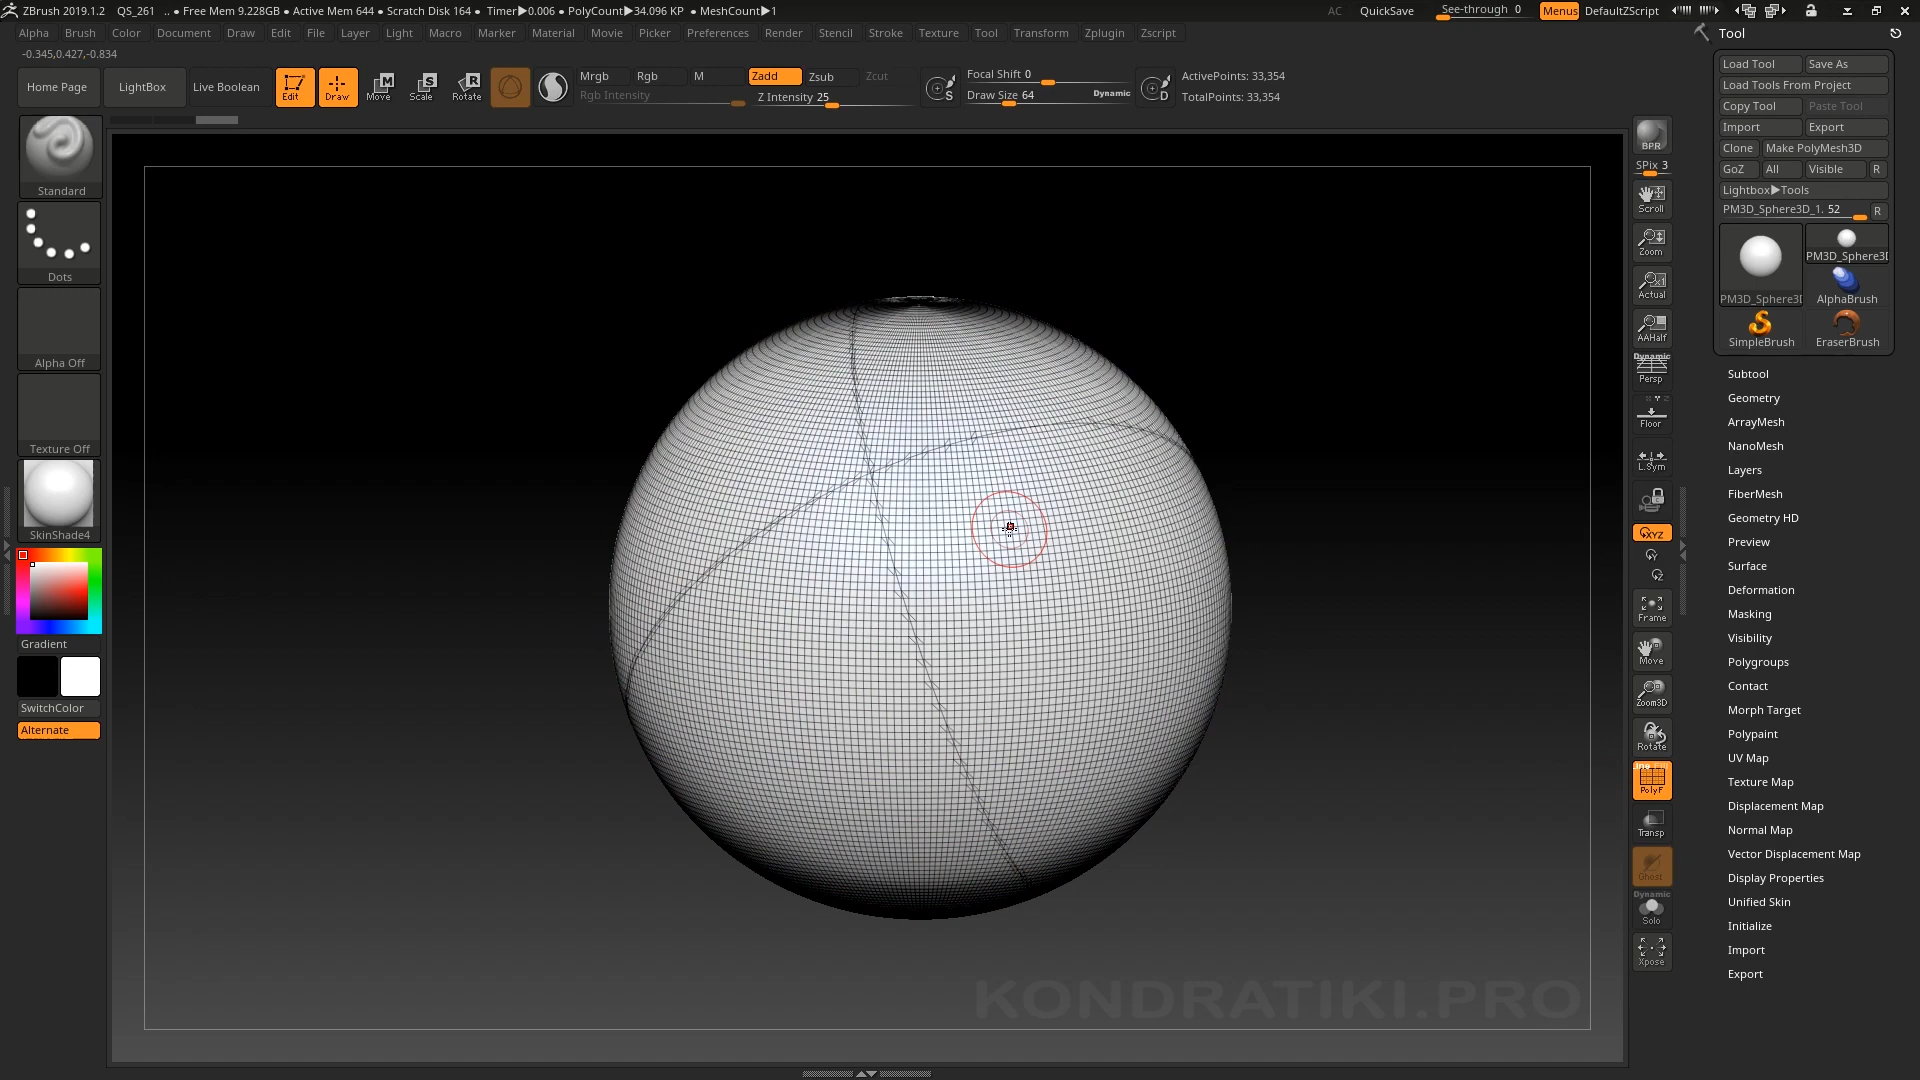 ZBrush 2019.1.2 QS_261 .. ● Free Mem 9.228GB ● Active Mem 644 ● Scratch Disk 164 ● Timer▶0.006 ● PolyCount▶34.096 KP ● MeshCount▶1 AC QuickSave See-through 0 Menus DefaultZScript
Alpha Brush Color Document Draw Edit File Layer Light Macro Marker Material Movie Picker Preferences Render Stencil Stroke Texture Tool Transform Zplugin Zscript
-0.345,0.427,-0.834
Home Page
LightBox
Live Boolean
Edit
Draw
Move
Scale
Rotate
Mrgb Rgb M Zadd Zsub Zcut
Rgb Intensity
Z Intensity 25
S
Focal Shift 0
Draw Size 64
Dynamic
D
ActivePoints: 33,354
TotalPoints: 33,354
Standard
Dots
Alpha Off
Texture Off
SkinShade4
Gradient
SwitchColor
Alternate
KONDRATIKI.PRO
BPR
SPix 3
Scroll
Zoom
Actual
AAHalf
Dynamic
Persp
Floor
L.Sym
XYZ
Y
Z
Frame
Move
Zoom3D
Rotate
Line Fill
PolyF
Transp
Ghost
Dynamic
Solo
Xpose
Tool
Load Tool Save As
Load Tools From Project
Copy Tool Paste Tool
Import Export
Clone Make PolyMesh3D
GoZ All Visible R
Lightbox▶Tools
PM3D_Sphere3D_1. 52 R
PM3D_Sphere3D
PM3D_Sphere3D
AlphaBrush
SimpleBrush
EraserBrush
Subtool
Geometry
ArrayMesh
NanoMesh
Layers
FiberMesh
Geometry HD
Preview
Surface
Deformation
Masking
Visibility
Polygroups
Contact
Morph Target
Polypaint
UV Map
Texture Map
Displacement Map
Normal Map
Vector Displacement Map
Display Properties
Unified Skin
Initialize
Import
Export